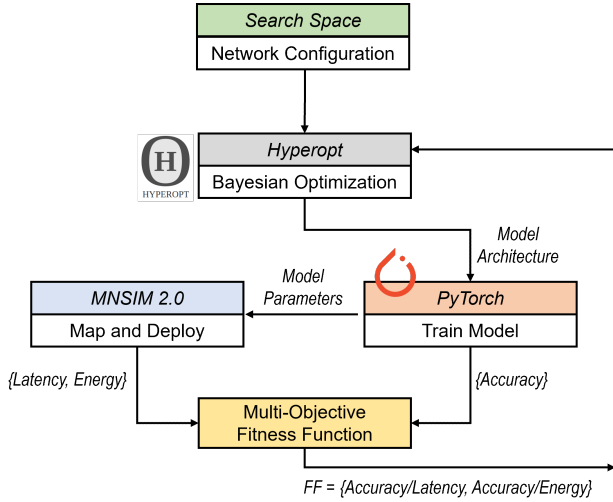 Search Space
Network Configuration
H
HYPEROPT
Hyperopt
Bayesian Optimization
Model
Architecture
Model
Parameters
MNSIM 2.0
Map and Deploy
PyTorch
Train Model
{Latency, Energy}
{Accuracy}
Multi-Objective
Fitness Function
FF = {Accuracy/Latency, Accuracy/Energy}